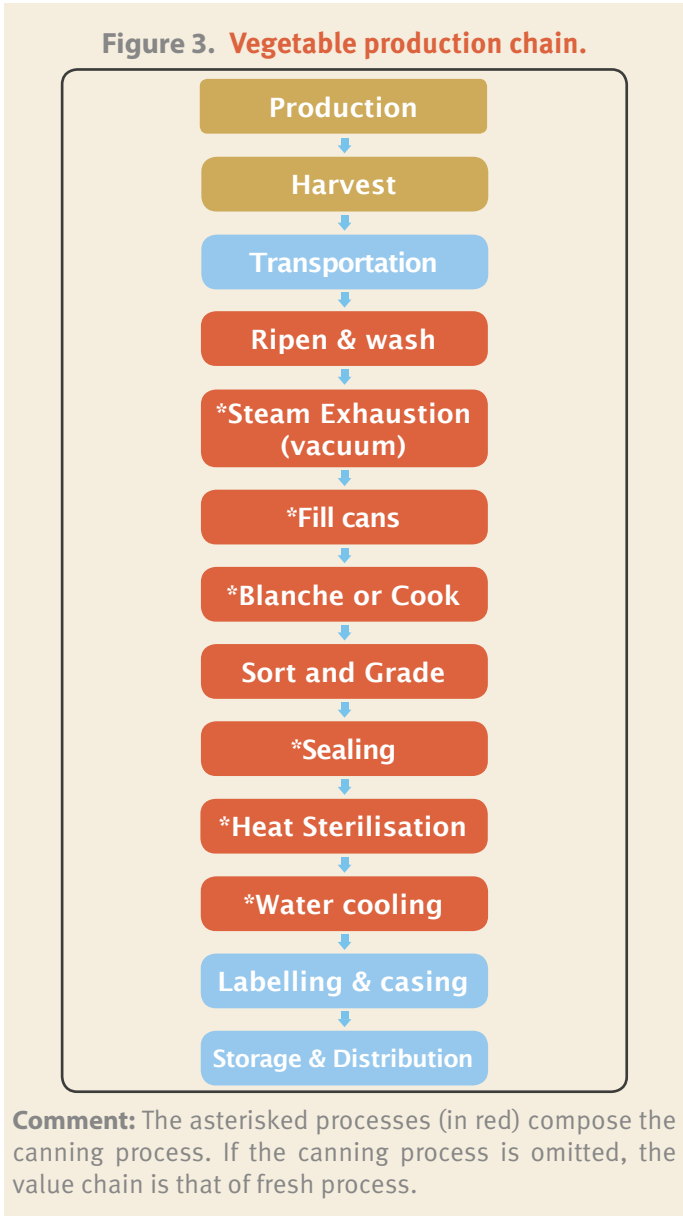 Figure 3. Vegetable production chain.
Production
Harvest
Transportation
Ripen & wash
*Steam Exhaustion
(vacuum)
*Fill cans
*Blanche or Cook
Sort and Grade
*Sealing
*Heat Sterilisation
*Water cooling
Labelling & casing
Storage & Distribution
Comment: The asterisked processes (in red) compose the
canning process. If the canning process is omitted, the
value chain is that of fresh process.